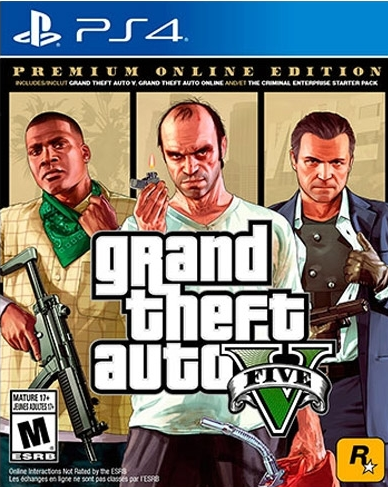 PS4
PREMIUM ONLINE EDITION
INCLUDES/INCLUT GRAND THEFT AUTO V, GRAND THEFT AUTO ONLINE AND/ET THE CRIMINAL ENTERPRISE STARTER PACK
grand
theft
auto
V
FIVE
MATURE 17+
JEUNES ADULTES 17+
M
ESRB
R
Online Interactions Not Rated by the ESRB
Les échanges en ligne ne sont pas classés par l'ESRB